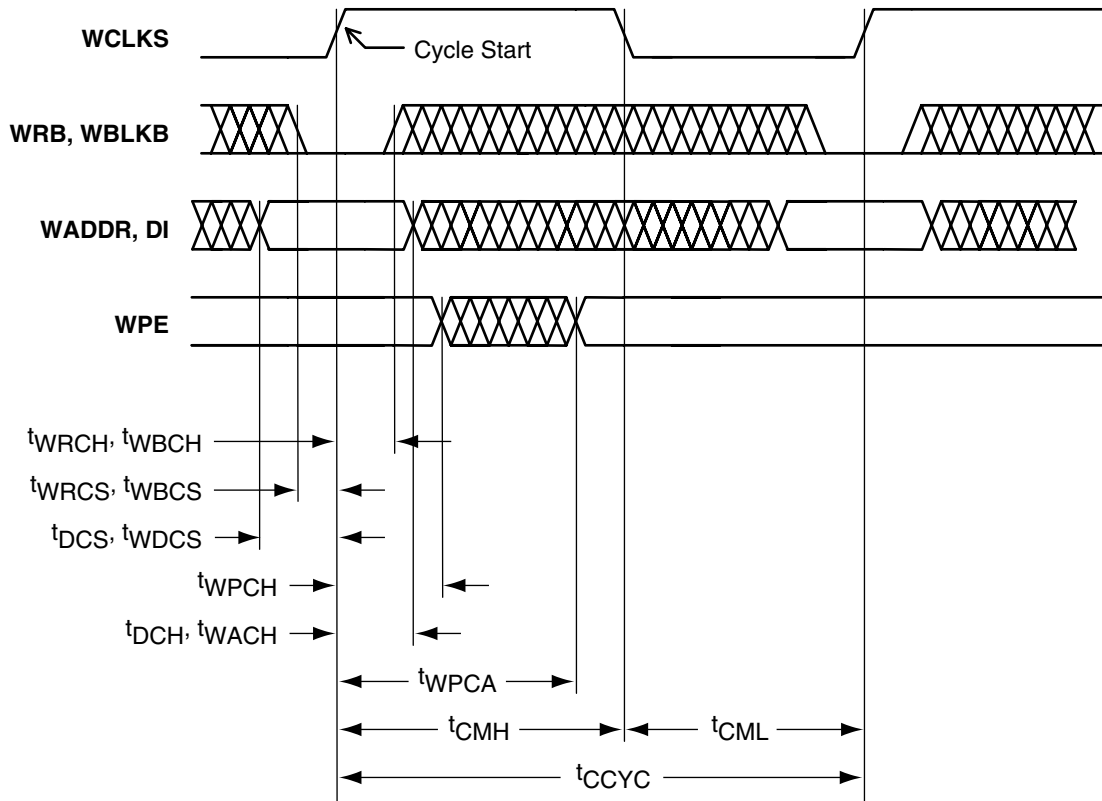 WCLKS
Cycle Start
WRB, WBLKB
WADDR, DI
WPE
tWRCH, tWBCH
tWRCS, tWBCS
tDCS, tWDCS
tWPCH
tDCH, tWACH
tWPCA
tCMH
tCML
tCCYC